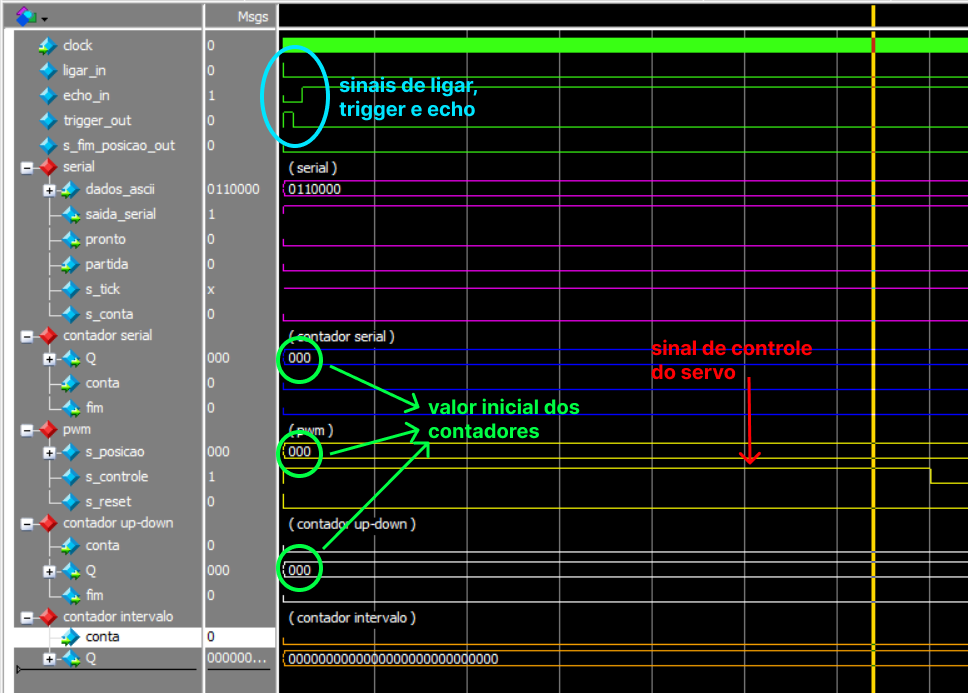 Msgs
clock 0
ligar_in 0
echo_in 1
trigger_out 0
s_fim_posicao_out 0
sinais de ligar,
trigger e echo
serial
( serial )
dados_ascii 0110000 0110000
saida_serial 1
pronto 0
partida 0
s_tick x
s_conta 0
contador serial
( contador serial )
Q 000 000
conta 0
fim 0
sinal de controle
do servo
valor inicial dos
contadores
pwm
( pwm )
s_posicao 000 000
s_controle 1
s_reset 0
contador up-down
( contador up-down )
conta 0
Q 000 000
fim 0
contador intervalo
( contador intervalo )
conta 0
Q 000000... 000000000000000000000000000